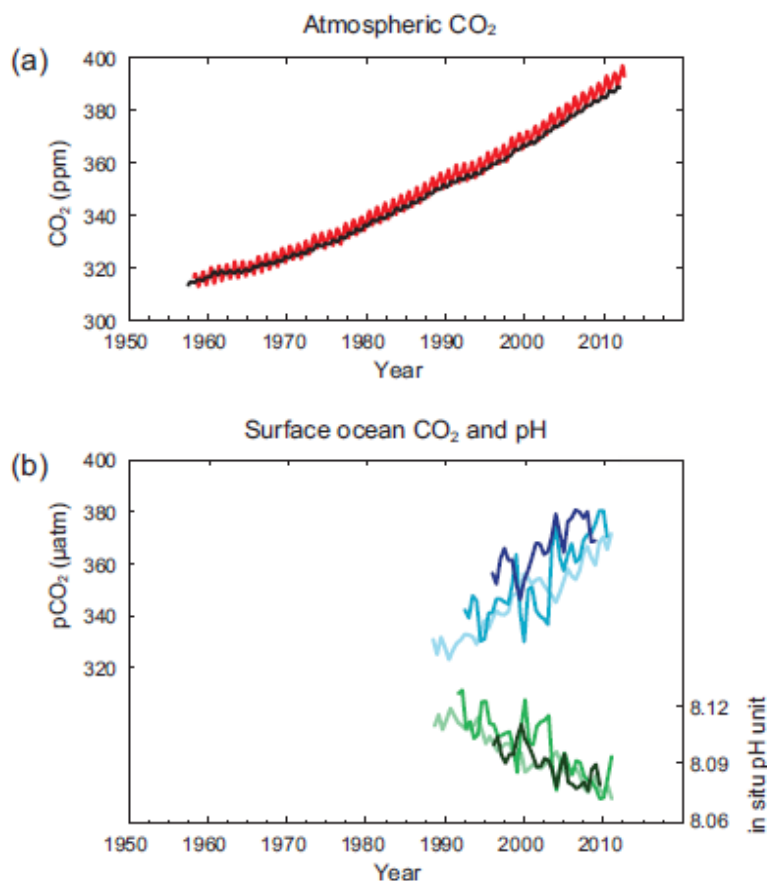 Atmospheric CO₂
(a)
400
380
360
340
320
300
CO₂ (ppm)
1950 1960 1970 1980 1990 2000 2010
Year
Surface ocean CO₂ and pH
(b)
400
380
360
340
320
pCO₂ (µatm)
8.12
8.09
8.06
in situ pH unit
1950 1960 1970 1980 1990 2000 2010
Year